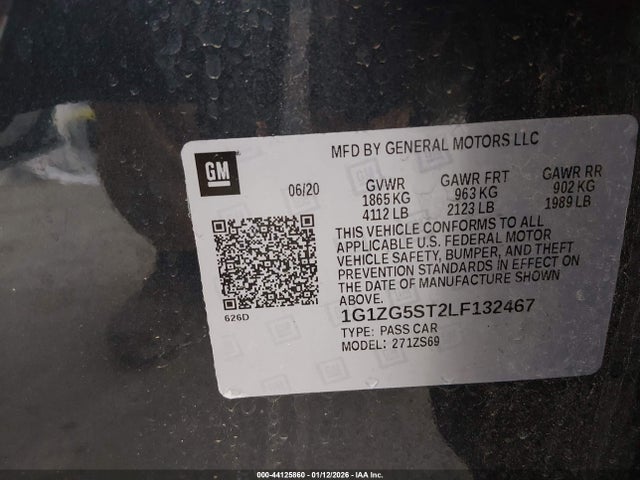 MFD BY GENERAL MOTORS LLC
GM
06/20 GVWR GAWR FRT GAWR RR
1865 KG 963 KG 902 KG
4112 LB 2123 LB 1989 LB
THIS VEHICLE CONFORMS TO ALL
APPLICABLE U.S. FEDERAL MOTOR
VEHICLE SAFETY, BUMPER, AND THEFT
PREVENTION STANDARDS IN EFFECT ON
THE DATE OF MANUFACTURE SHOWN
ABOVE.
626D
1G1ZG5ST2LF132467
TYPE: PASS CAR
MODEL: 271ZS69
000-44125860 - 01/12/2026 - IAA Inc.